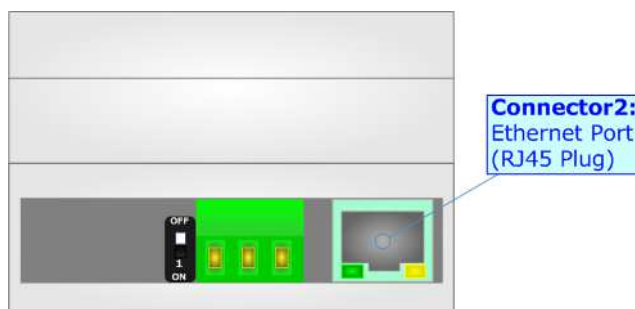 Connector2:
Ethernet Port
(RJ45 Plug)
OFF
1
ON